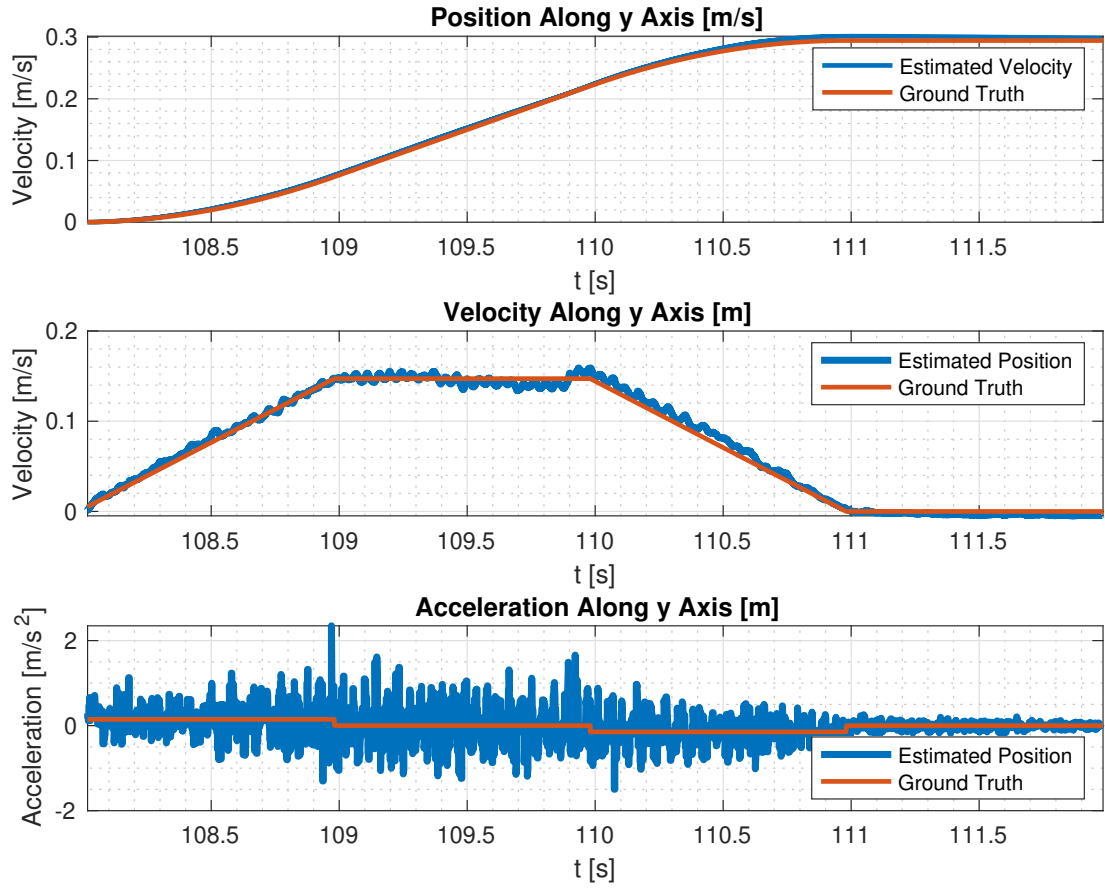 Position Along y Axis [m/s]
Velocity [m/s]
0.3
0.2
0.1
0
Estimated Velocity
Ground Truth
108.5 109 109.5 110 110.5 111 111.5
t [s]
Velocity Along y Axis [m]
Velocity [m/s]
0.2
0.1
0
Estimated Position
Ground Truth
108.5 109 109.5 110 110.5 111 111.5
t [s]
Acceleration Along y Axis [m]
Acceleration [m/s²]
2
0
-2
Estimated Position
Ground Truth
108.5 109 109.5 110 110.5 111 111.5
t [s]